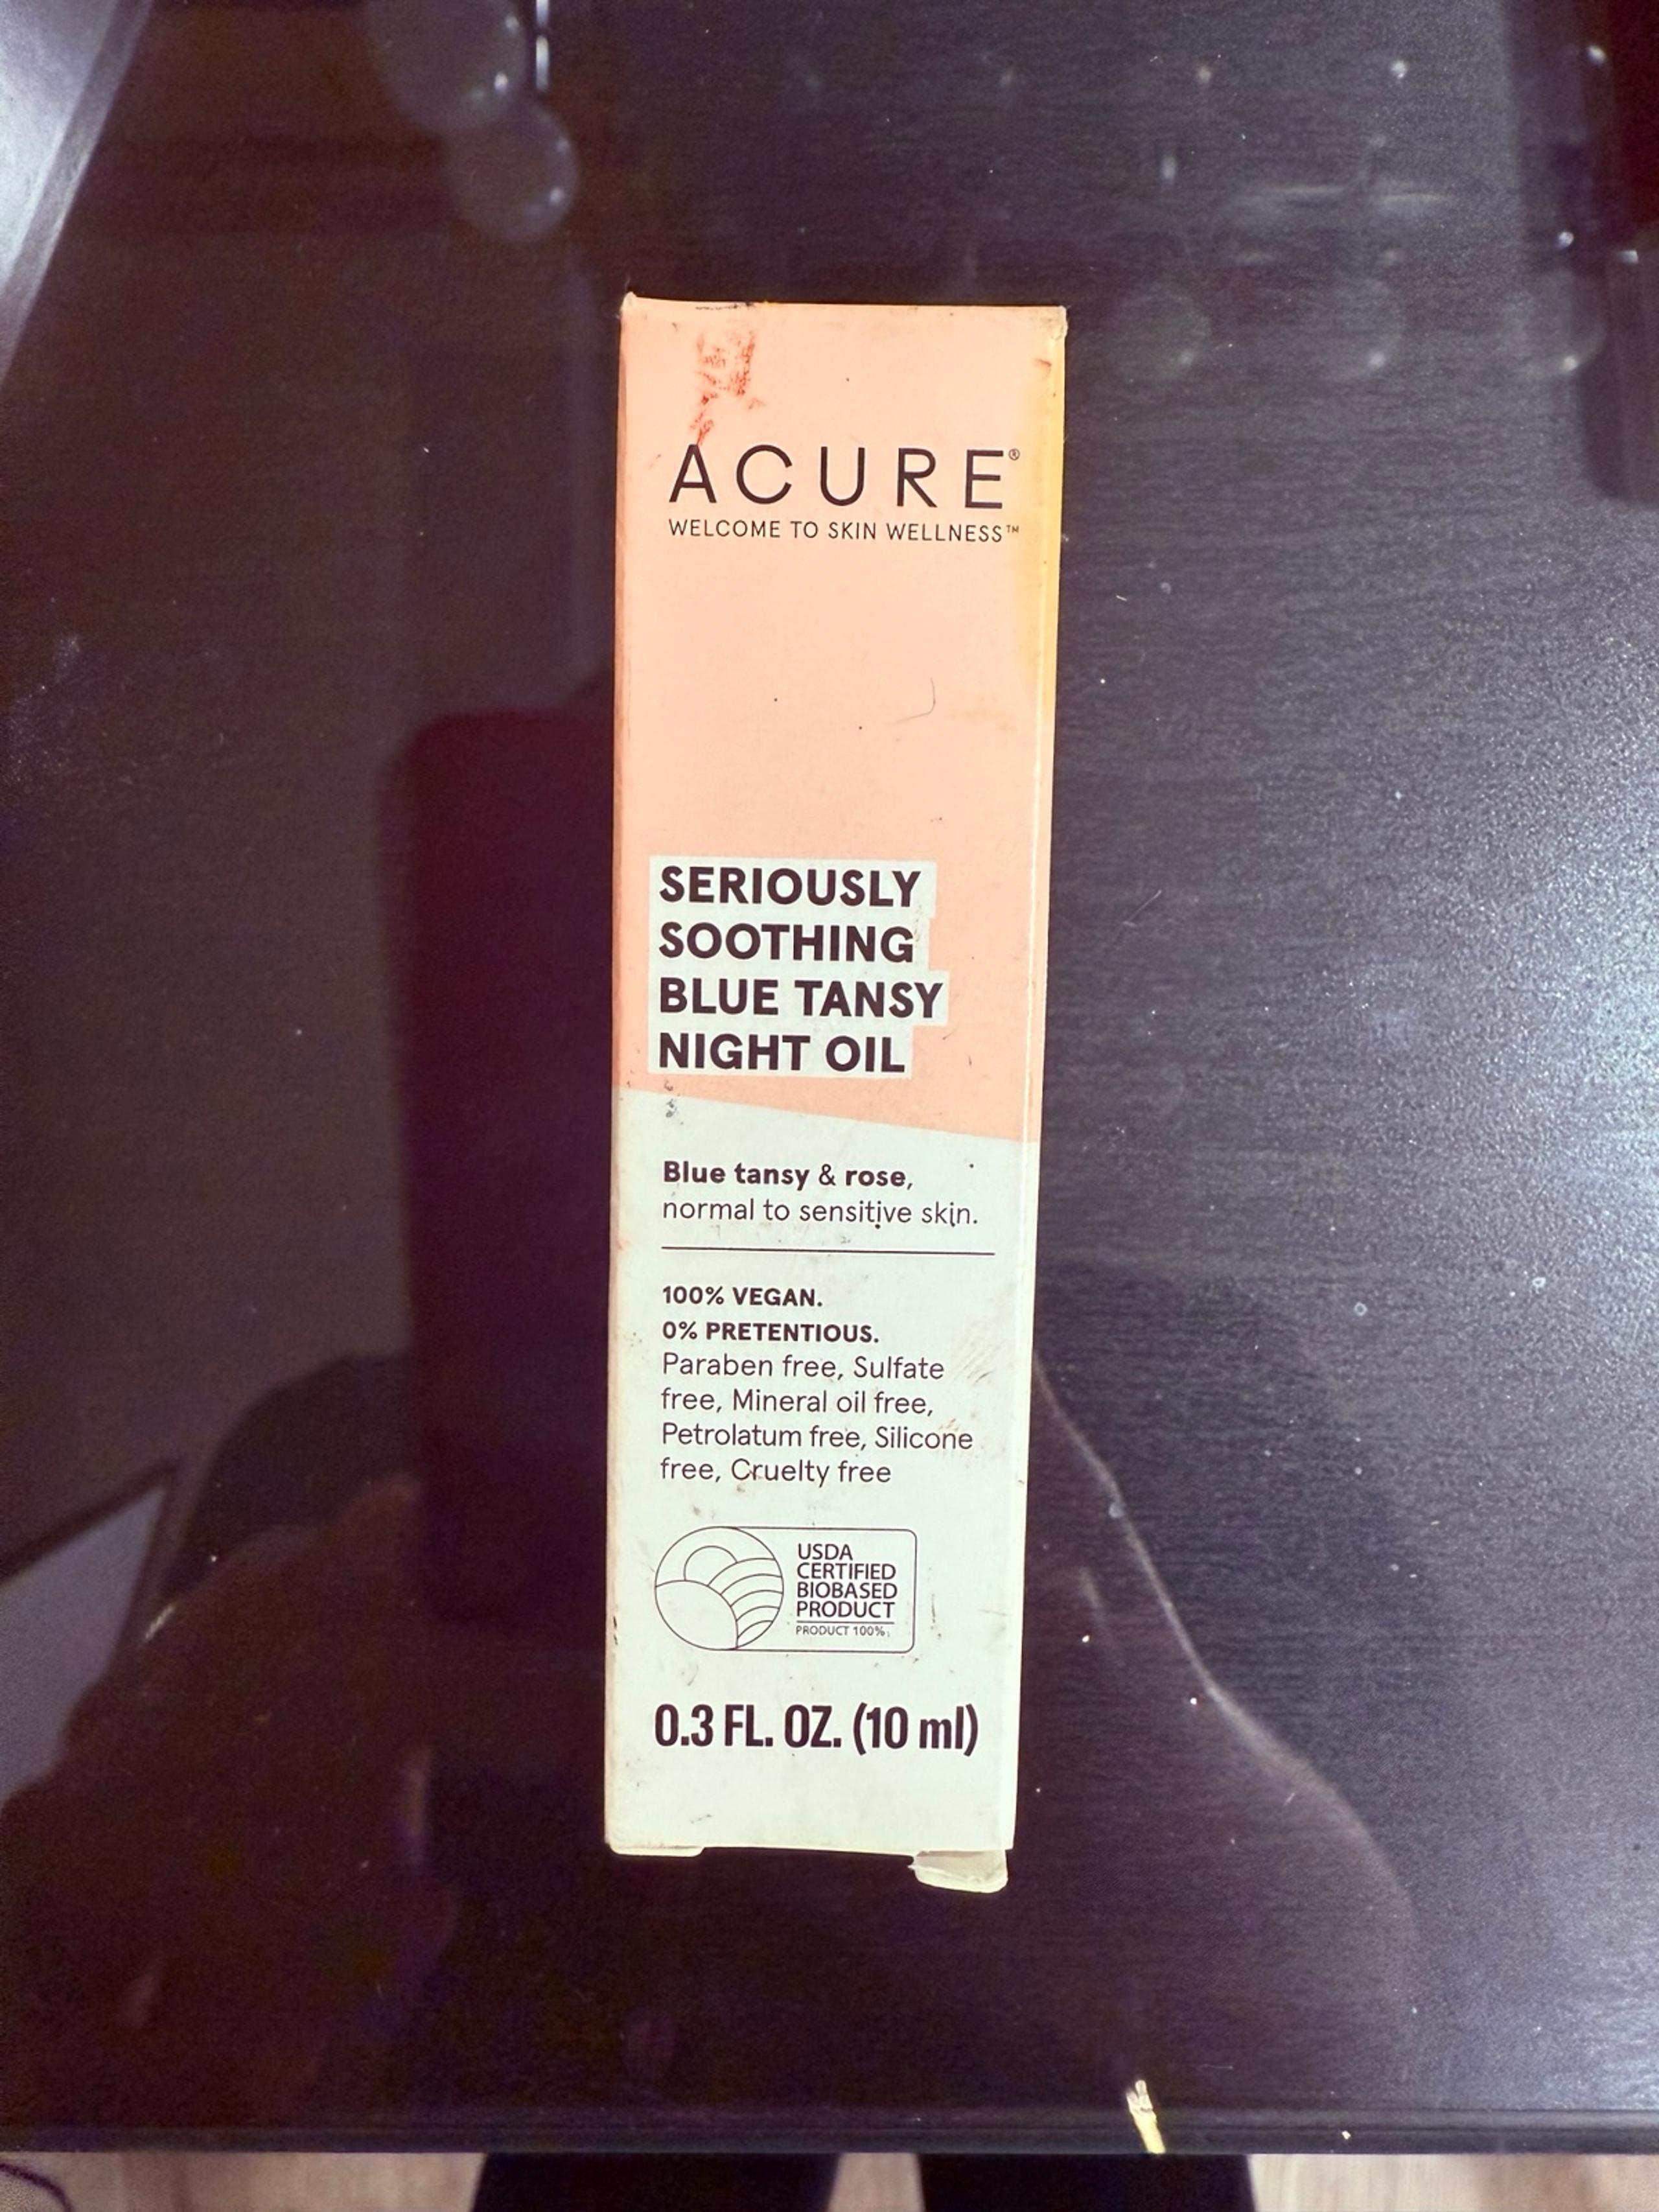 ACURE®
WELCOME TO SKIN WELLNESS™
SERIOUSLY
SOOTHING
BLUE TANSY
NIGHT OIL
Blue tansy & rose,
normal to sensitive skin.
100% VEGAN.
0% PRETENTIOUS.
Paraben free, Sulfate
free, Mineral oil free,
Petrolatum free, Silicone
free, Cruelty free
USDA
CERTIFIED
BIOBASED
PRODUCT
PRODUCT 100%
0.3 FL. OZ. (10 ml)